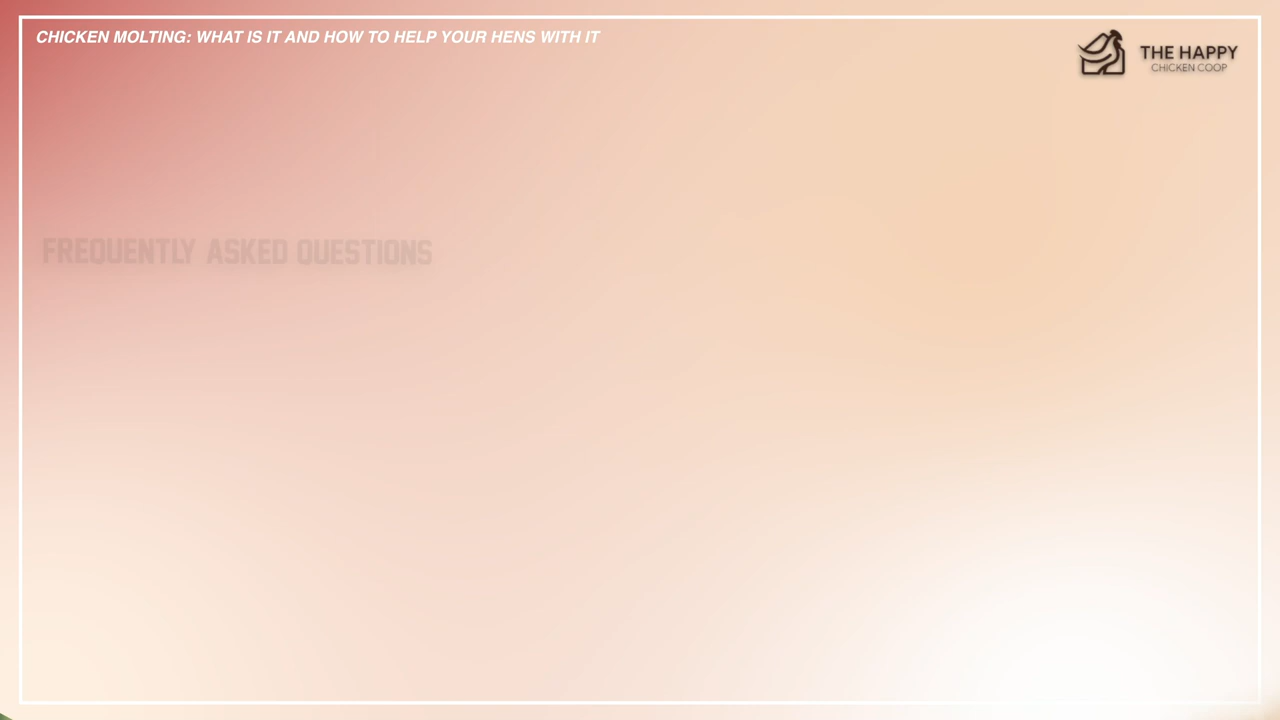 CHICKEN MOLTING: WHAT IS IT AND HOW TO HELP YOUR HENS WITH IT
THE HAPPY
CHICKEN COOP
FREQUENTLY ASKED QUESTIONS